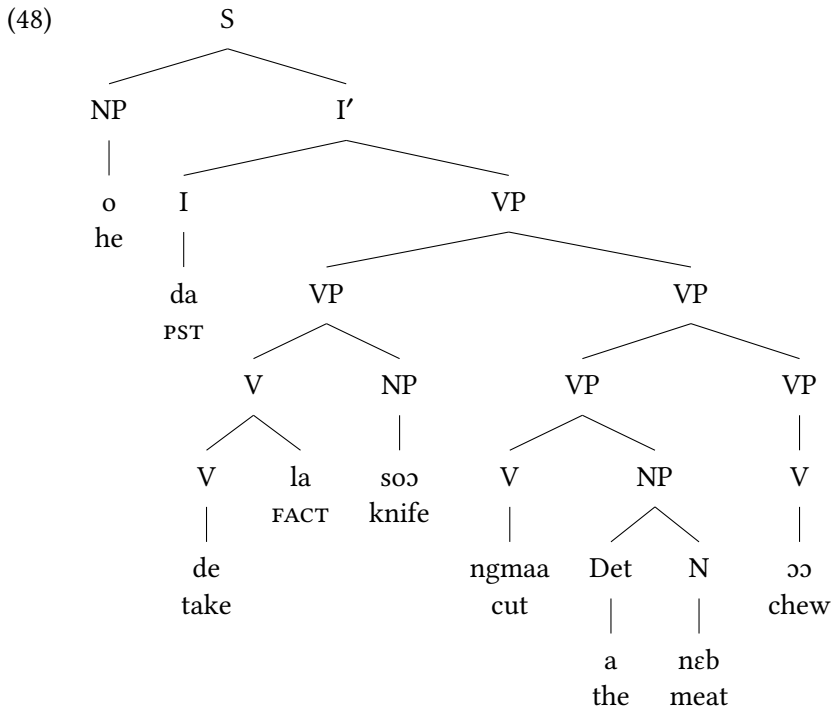 (48) S
NP I′
o I VP
he
da VP VP
PST
V NP VP VP
V la soɔ V NP V
FACT knife
de ngmaa Det N ɔɔ
take cut chew
a nɛb
the meat